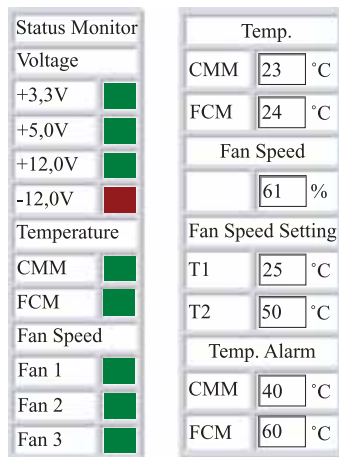 Status Monitor
Voltage
+3,3V
+5,0V
+12,0V
-12,0V
Temperature
CMM
FCM
Fan Speed
Fan 1
Fan 2
Fan 3
Temp.
CMM 23 °C
FCM 24 °C
Fan Speed
61 %
Fan Speed Setting
T1 25 °C
T2 50 °C
Temp. Alarm
CMM 40 °C
FCM 60 °C